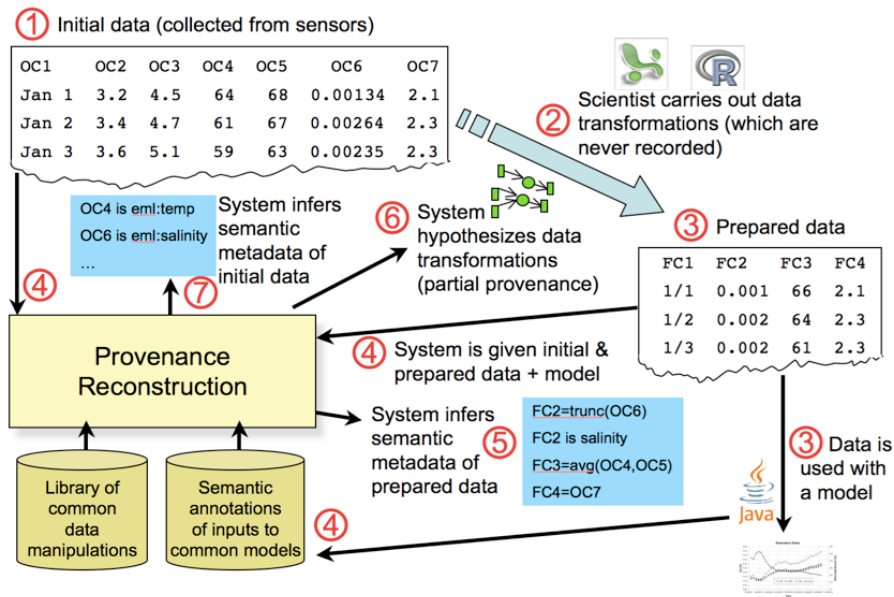 ① Initial data (collected from sensors)
OC1 OC2 OC3 OC4 OC5 OC6 OC7
Jan 1 3.2 4.5 64 68 0.00134 2.1
Jan 2 3.4 4.7 61 67 0.00264 2.3
Jan 3 3.6 5.1 59 63 0.00235 2.3
R
② Scientist carries out data
transformations (which are
never recorded)
③ Prepared data
FC1 FC2 FC3 FC4
1/1 0.001 66 2.1
1/2 0.002 64 2.3
1/3 0.002 61 2.3
③ Data is
used with
a model
Java
④
④ System is given initial &
prepared data + model
④
Provenance
Reconstruction
Library of
common
data
manipulations
Semantic
annotations
of inputs to
common models
System infers
⑤
semantic
metadata of
prepared data
FC2=trunc(OC6)
FC2 is salinity
FC3=avg(OC4,OC5)
FC4=OC7
⑥ System
hypothesizes data
transformations
(partial provenance)
⑦
System infers
semantic
metadata of
initial data
OC4 is eml:temp
OC6 is eml:salinity
...